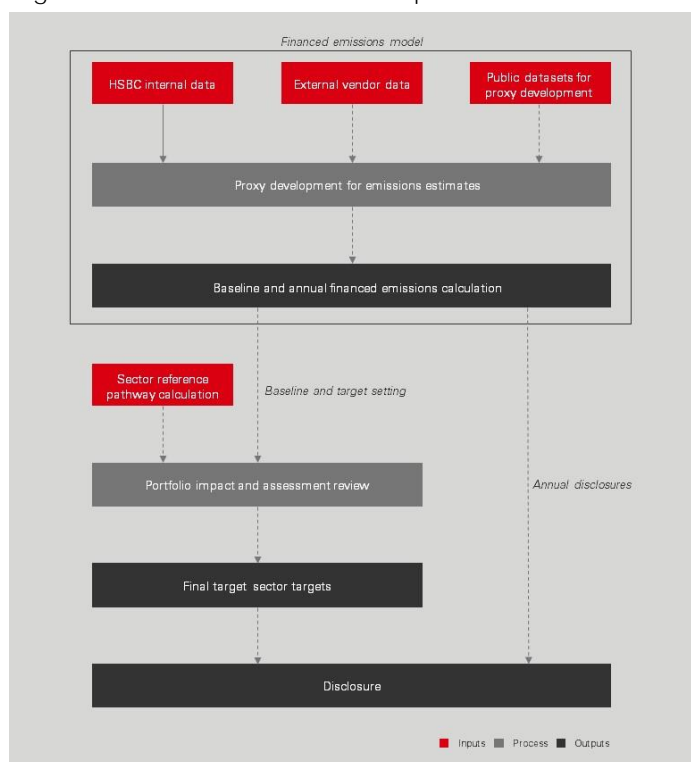 Financed emissions model
HSBC internal data
External vendor data
Public datasets for
proxy development
Proxy development for emissions estimates
Baseline and annual financed emissions calculation
Sector reference
pathway calculation
Baseline and target setting
Portfolio impact and assessment review
Annual disclosures
Final target sector targets
Disclosure
Inputs
Process
Outputs